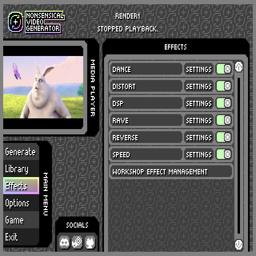 NONSENSICAL
VIDEO
GENERATOR
RENDER!
STOPPED PLAYBACK.
MEDIA PLAYER
EFFECTS
DANCE SETTINGS
DISTORT SETTINGS
DSP SETTINGS
RAVE SETTINGS
REVERSE SETTINGS
SPEED SETTINGS
WORKSHOP EFFECT MANAGEMENT
Generate
Library
Effects
Options
Game
Exit
MAIN MENU
SOCIALS